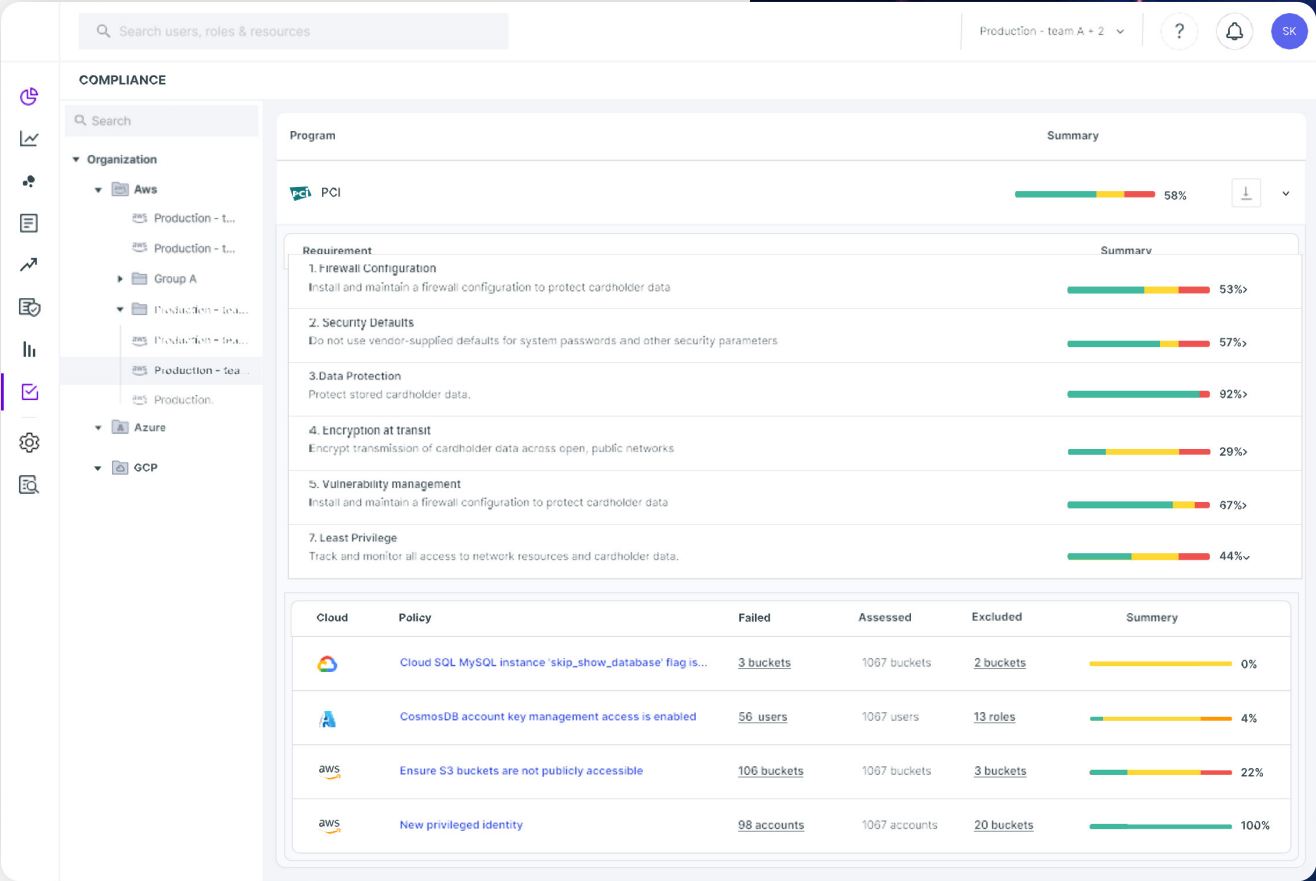 Search users, roles & resources
Production - team A + 2
?
SK
COMPLIANCE
Search
Organization
Aws
aws Production - t...
aws Production - t...
Group A
Production - tea...
aws Production - tea...
aws Production - tea...
aws Production.
Azure
GCP
Program Summary
PCI PCI 58%
Requirement Summary
1. Firewall Configuration
Install and maintain a firewall configuration to protect cardholder data
53%>
2. Security Defaults
Do not use vendor-supplied defaults for system passwords and other security parameters
57%>
3.Data Protection
Protect stored cardholder data.
92%>
4. Encryption at transit
Encrypt transmission of cardholder data across open, public networks
29%>
5. Vulnerability management
Install and maintain a firewall configuration to protect cardholder data
67%>
7. Least Privilege
Track and monitor all access to network resources and cardholder data.
44%
Cloud Policy Failed Assessed Excluded Summery
Cloud SQL MySQL instance 'skip_show_database' flag is... 3 buckets 1067 buckets 2 buckets 0%
CosmosDB account key management access is enabled 56 users 1067 users 13 roles 4%
aws Ensure S3 buckets are not publicly accessible 106 buckets 1067 buckets 3 buckets 22%
aws New privileged identity 98 accounts 1067 accounts 20 buckets 100%